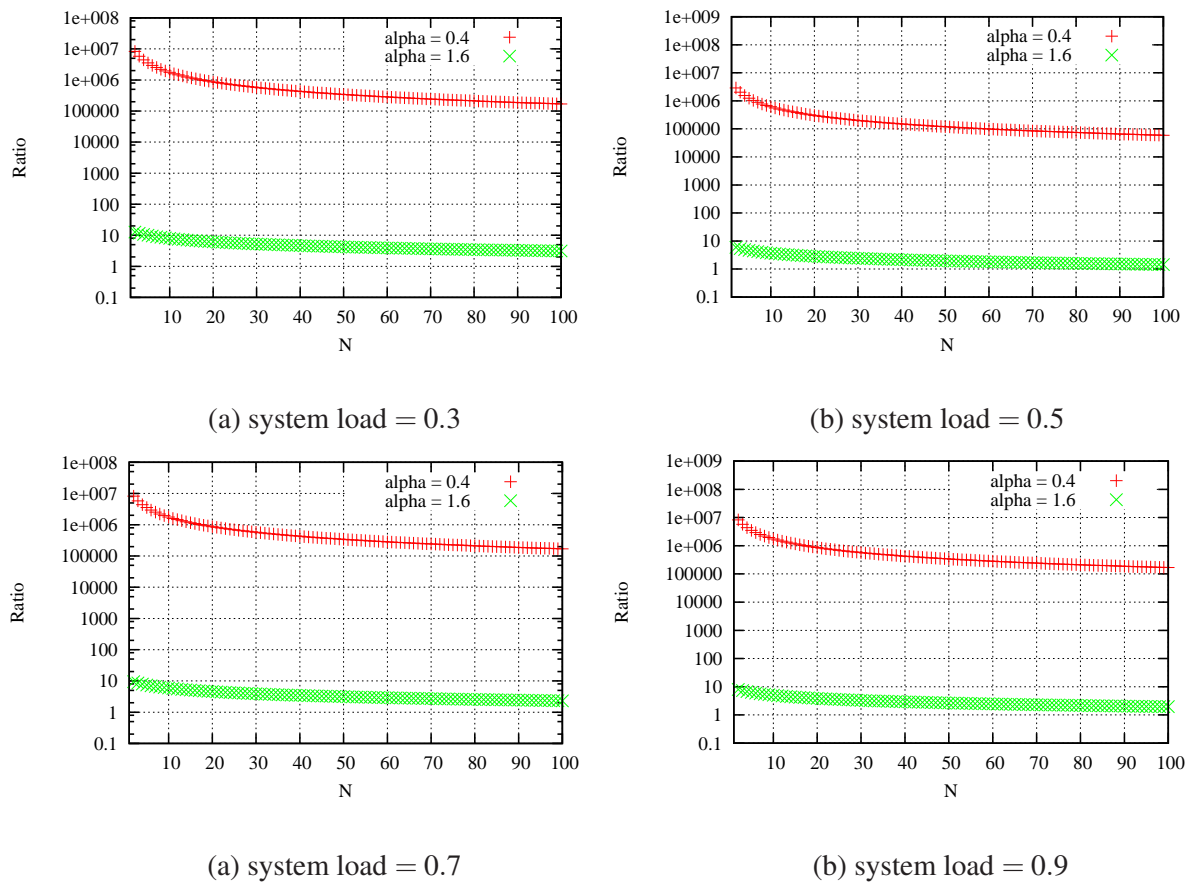 1e+008
1e+007
1e+006
100000
10000
1000
100
10
1
0.1
Ratio
alpha = 0.4
alpha = 1.6
10 20 30 40 50 60 70 80 90 100
N
(a) system load = 0.3
1e+009
1e+008
1e+007
1e+006
100000
10000
1000
100
10
1
0.1
Ratio
alpha = 0.4
alpha = 1.6
10 20 30 40 50 60 70 80 90 100
N
(b) system load = 0.5
1e+008
1e+007
1e+006
100000
10000
1000
100
10
1
0.1
Ratio
alpha = 0.4
alpha = 1.6
10 20 30 40 50 60 70 80 90 100
N
(a) system load = 0.7
1e+009
1e+008
1e+007
1e+006
100000
10000
1000
100
10
1
0.1
Ratio
alpha = 0.4
alpha = 1.6
10 20 30 40 50 60 70 80 90 100
N
(b) system load = 0.9